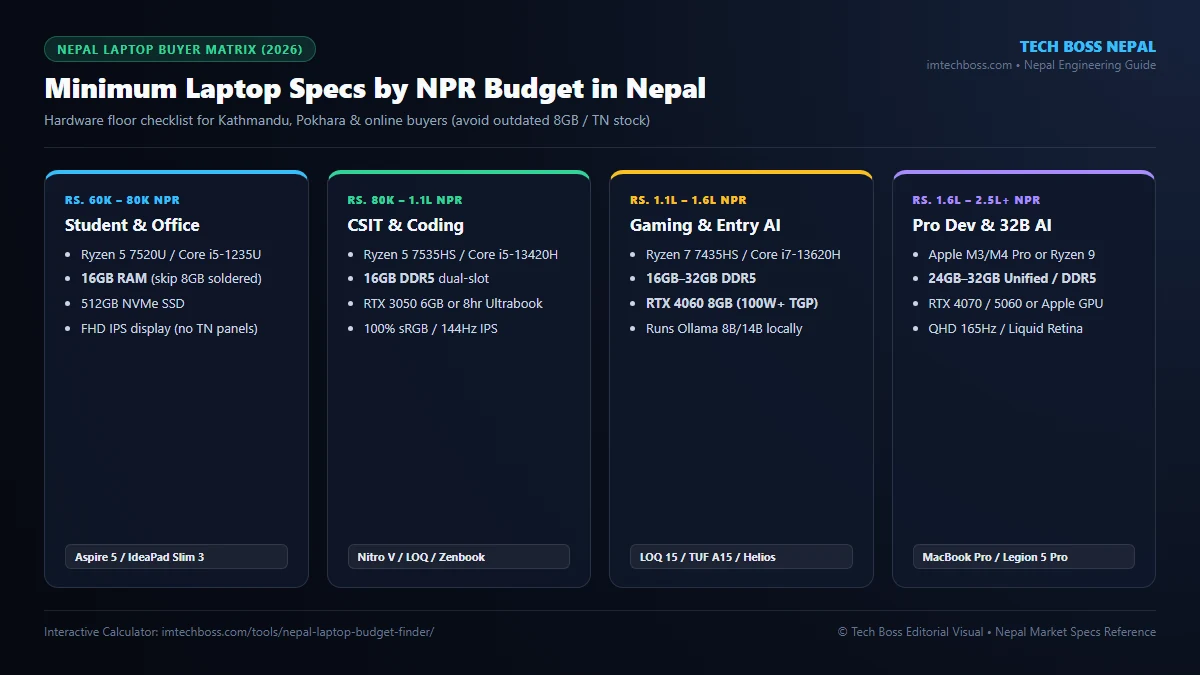 NEPAL LAPTOP BUYER MATRIX (2026)
TECH BOSS NEPAL
imtechboss.com • Nepal Engineering Guide
Minimum Laptop Specs by NPR Budget in Nepal
Hardware floor checklist for Kathmandu, Pokhara & online buyers (avoid outdated 8GB / TN stock)
RS. 60K – 80K NPR
Student & Office
• Ryzen 5 7520U / Core i5-1235U
• 16GB RAM (skip 8GB soldered)
• 512GB NVMe SSD
• FHD IPS display (no TN panels)
Aspire 5 / IdeaPad Slim 3
RS. 80K – 1.1L NPR
CSIT & Coding
• Ryzen 5 7535HS / Core i5-13420H
• 16GB DDR5 dual-slot
• RTX 3050 6GB or 8hr Ultrabook
• 100% sRGB / 144Hz IPS
Nitro V / LOQ / Zenbook
RS. 1.1L – 1.6L NPR
Gaming & Entry AI
• Ryzen 7 7435HS / Core i7-13620H
• 16GB–32GB DDR5
• RTX 4060 8GB (100W+ TGP)
• Runs Ollama 8B/14B locally
LOQ 15 / TUF A15 / Helios
RS. 1.6L – 2.5L+ NPR
Pro Dev & 32B AI
• Apple M3/M4 Pro or Ryzen 9
• 24GB–32GB Unified / DDR5
• RTX 4070 / 5060 or Apple GPU
• QHD 165Hz / Liquid Retina
MacBook Pro / Legion 5 Pro
Interactive Calculator: imtechboss.com/tools/nepal-laptop-budget-finder/
© Tech Boss Editorial Visual • Nepal Market Specs Reference